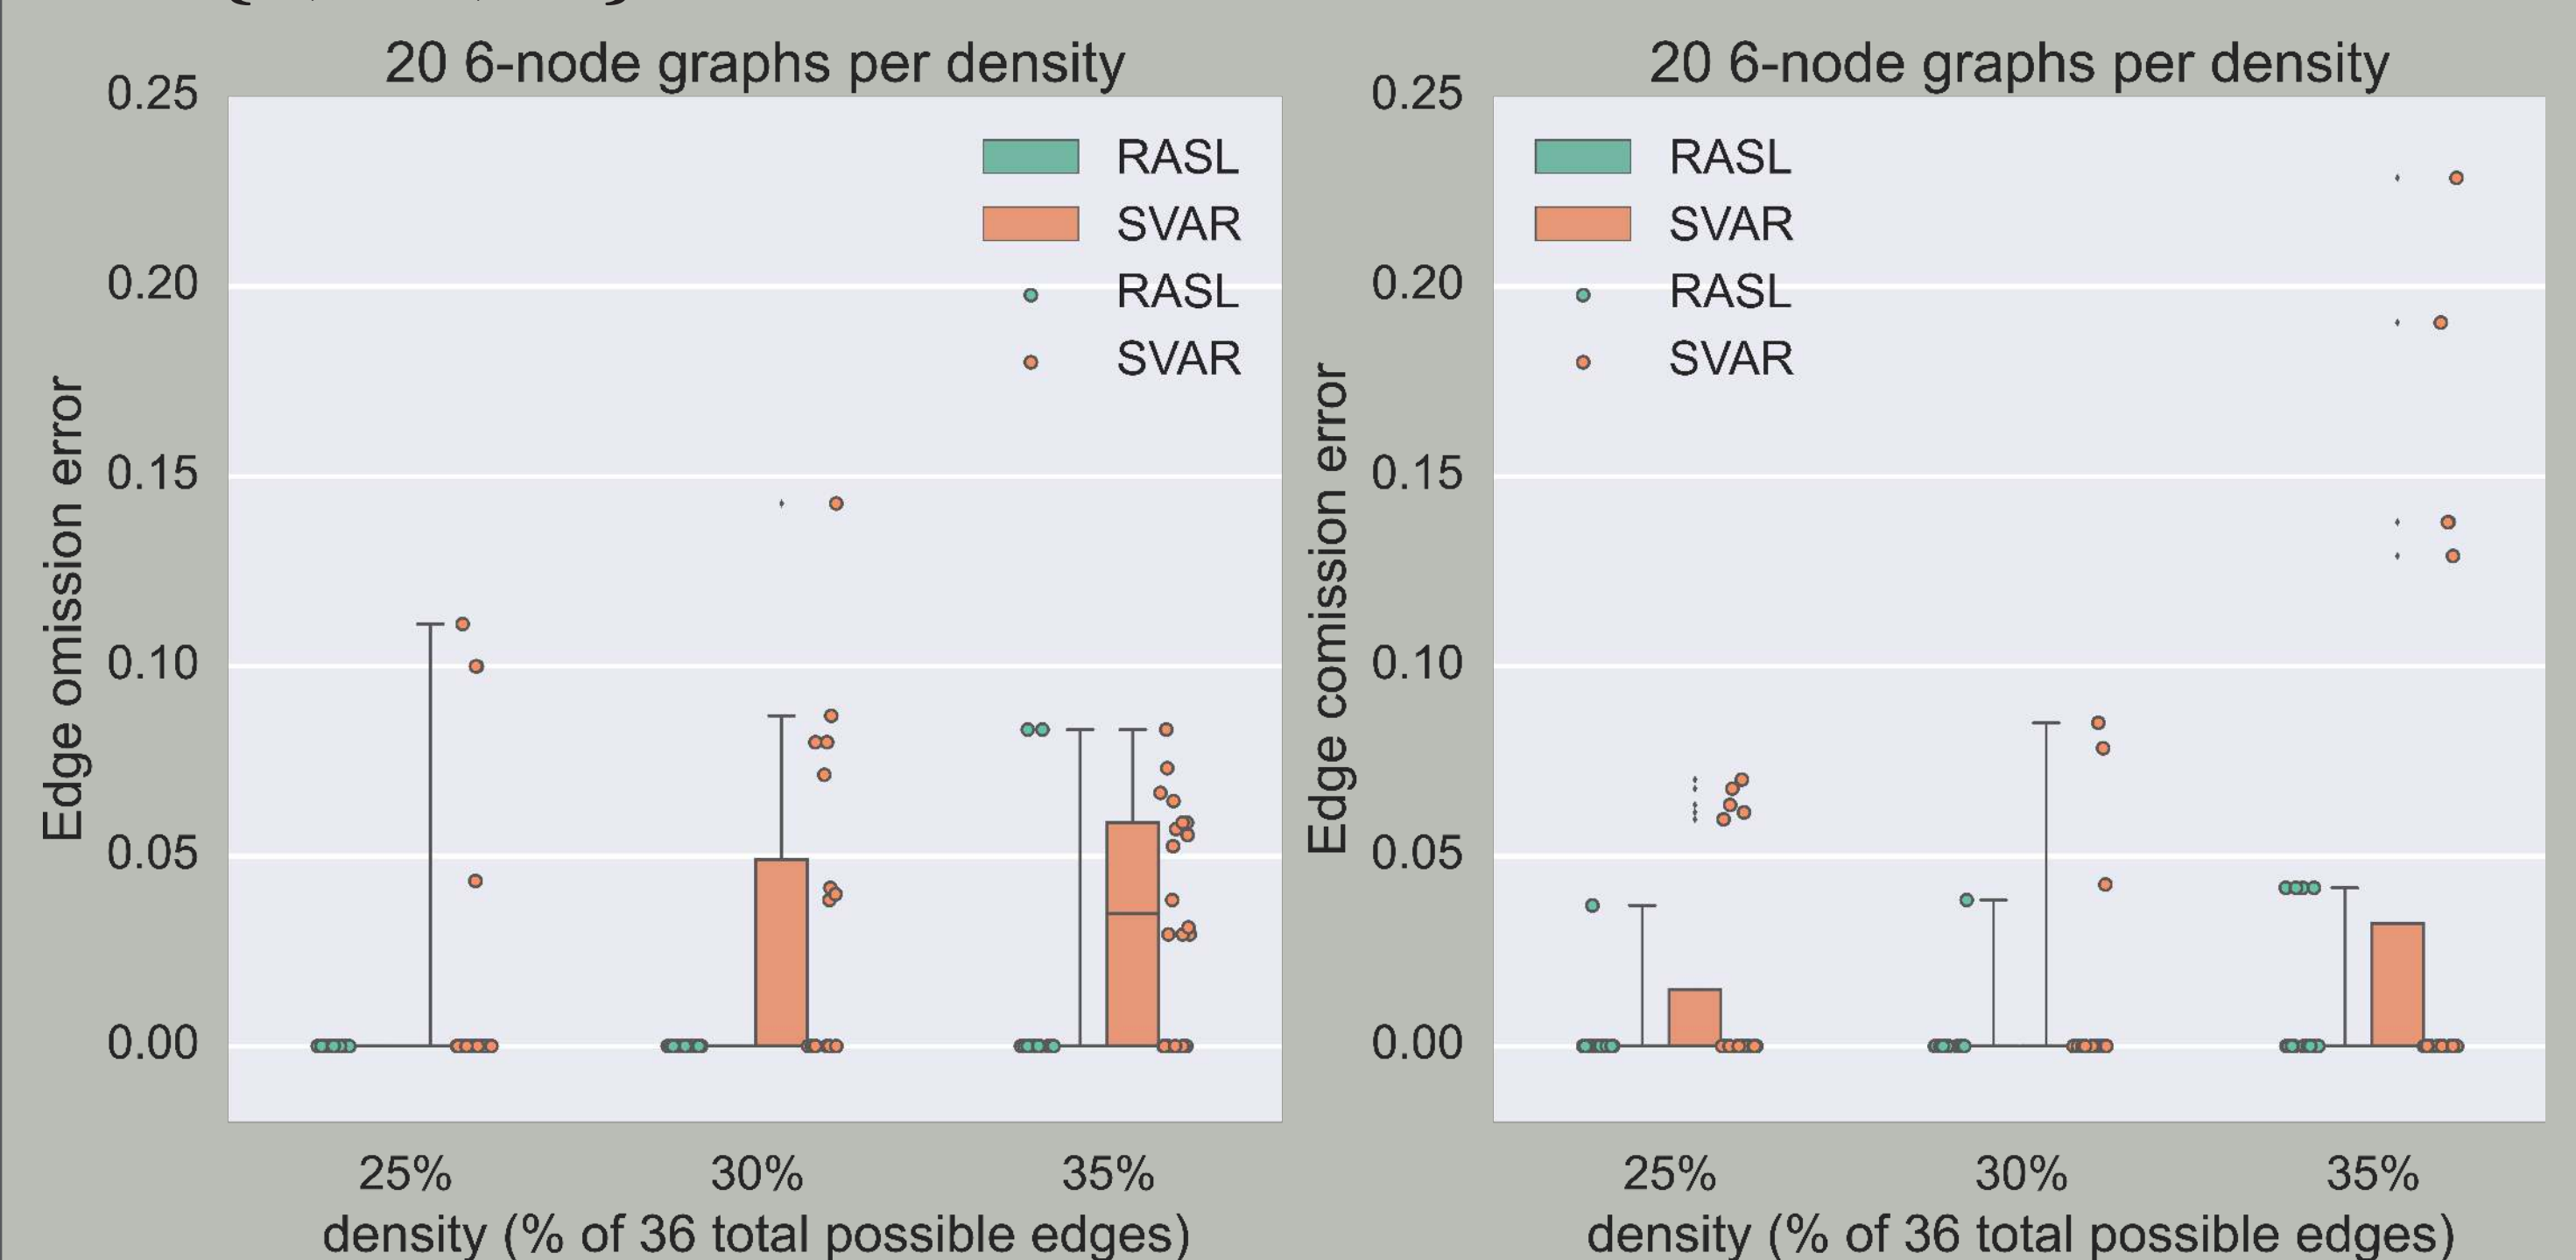 20 6-node graphs per density
0.25
0.20
0.15
0.10
0.05
0.00
Edge omission error
RASL
SVAR
RASL
SVAR
25%
30%
35%
density (% of 36 total possible edges)
20 6-node graphs per density
0.25
0.20
0.15
0.10
0.05
0.00
Edge comission error
RASL
SVAR
RASL
SVAR
25%
30%
35%
density (% of 36 total possible edges)